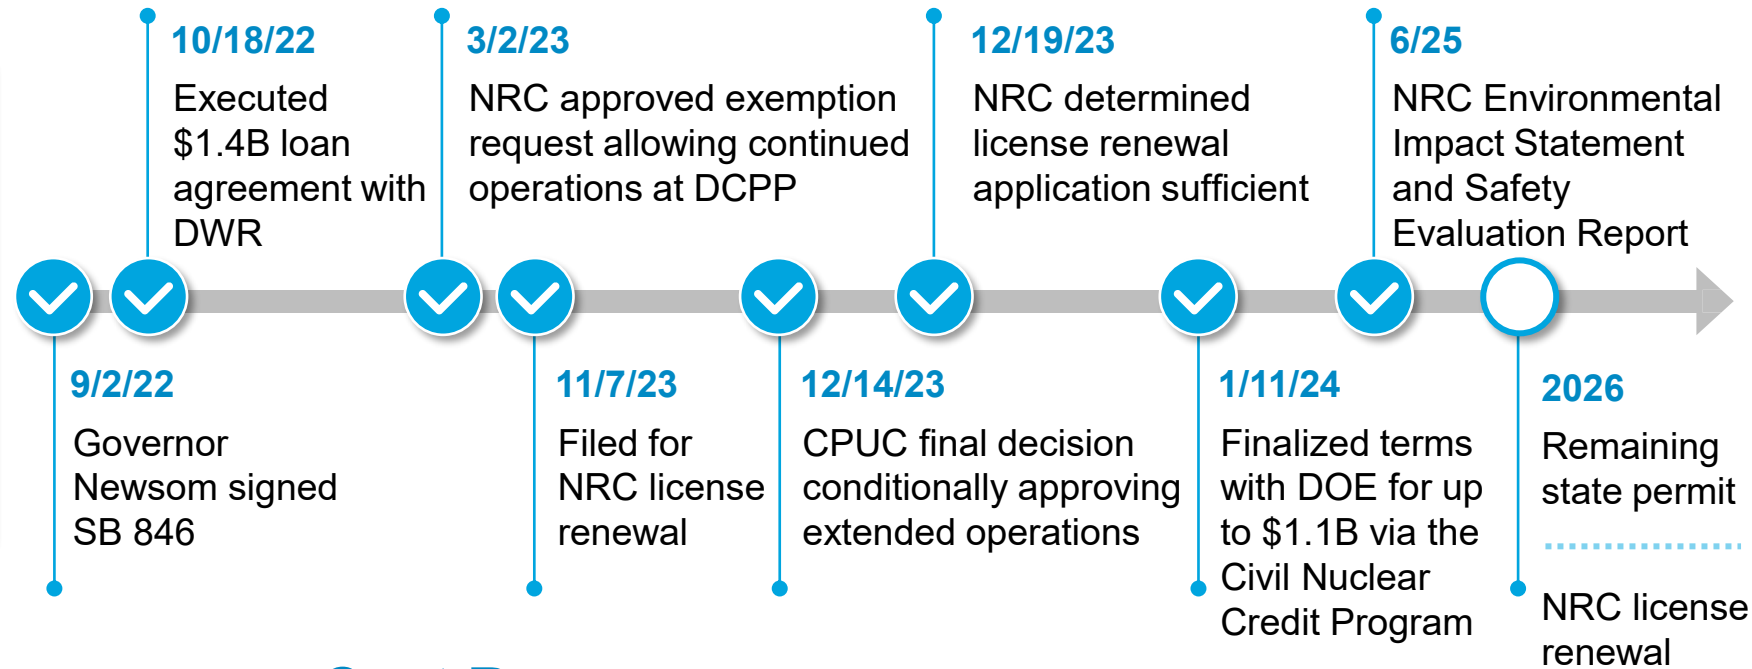 10/18/22
Executed
$1.4B loan
agreement with
DWR
3/2/23
NRC approved exemption
request allowing continued
operations at DCPP
12/19/23
NRC determined
license renewal
application sufficient
6/25
NRC Environmental
Impact Statement
and Safety
Evaluation Report
9/2/22
Governor
Newsom signed
SB 846
11/7/23
Filed for
NRC license
renewal
12/14/23
CPUC final decision
conditionally approving
extended operations
1/11/24
Finalized terms
with DOE for up
to $1.1B via the
Civil Nuclear
Credit Program
2026
Remaining
state permit
NRC license
renewal